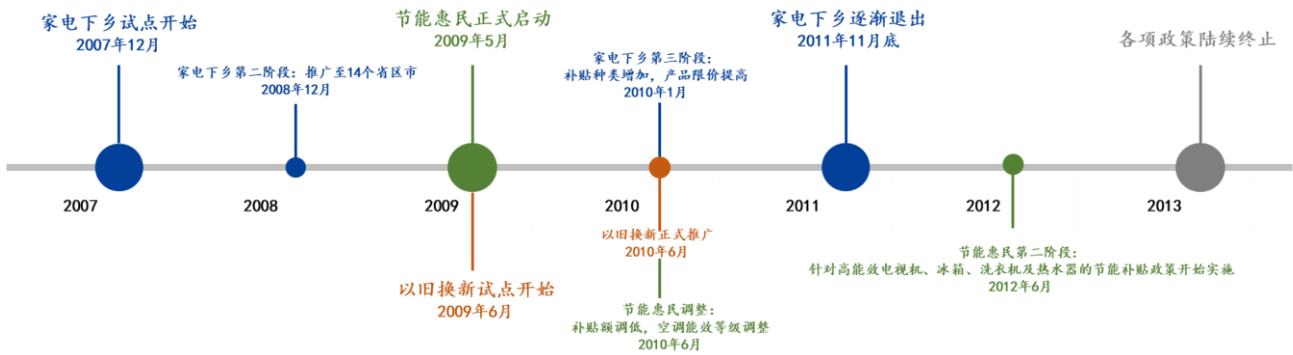 家电下乡试点开始
2007年12月
家电下乡第二阶段：推广至14个省区市
2008年12月
节能惠民正式启动
2009年5月
家电下乡第三阶段：
补贴种类增加，产品限价提高
2010年1月
家电下乡逐渐退出
2011年11月底
各项政策陆续终止
2007
2008
2009
2010
2011
2012
2013
以旧换新试点开始
2009年6月
以旧换新正式推广
2010年6月
节能惠民调整：
补贴额调低，空调能效等级调整
2010年6月
节能惠民第二阶段：
针对高能效电视机、冰箱、洗衣机及热水器的节能补贴政策开始实施
2012年6月